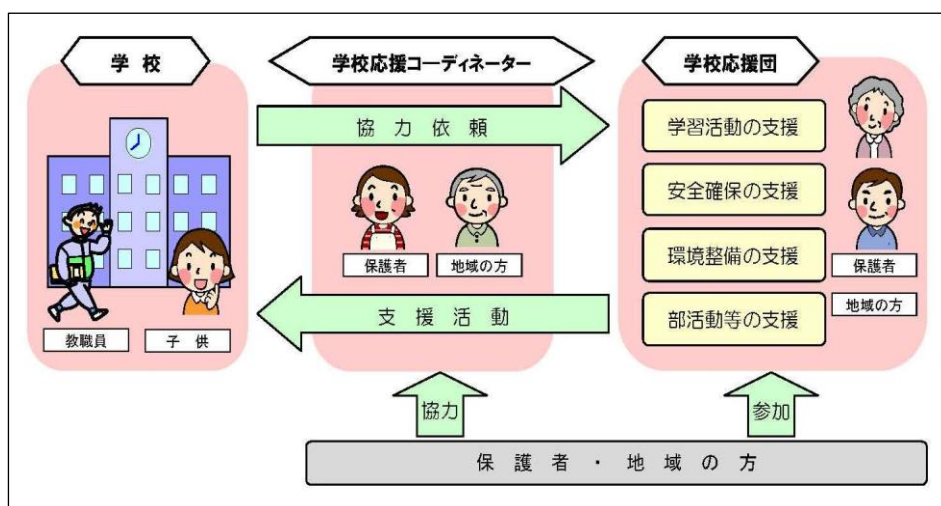 学校
学校応援コーディネーター
学校応援団
協力依頼
学習活動の支援
安全確保の支援
環境整備の支援
部活動等の支援
保護者
地域の方
保護者
地域の方
支援活動
教職員
子供
協力
参加
保護者・地域の方